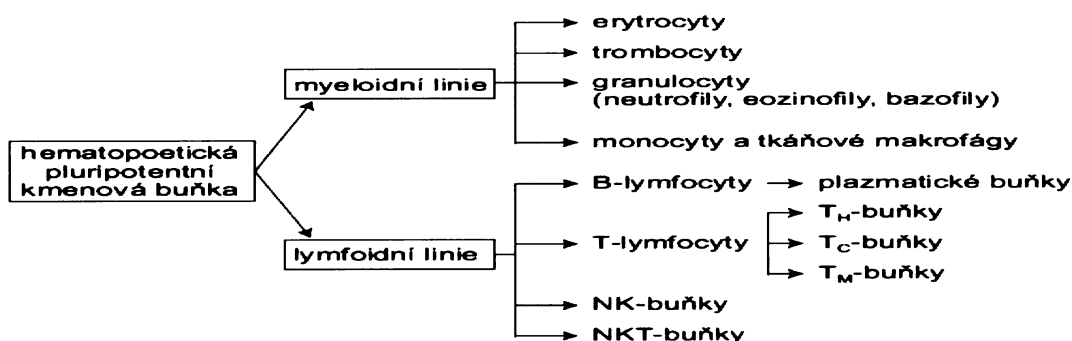 erytrocyty
trombocyty
myeloidní linie
granulocyty
(neutrofily, eozinofily, bazofily)
monocyty a tkáňové makrofágy
hematopoetická
pluripotentní
kmenová buňka
B-lymfocyty
plazmatické buňky
T-lymfocyty
TH-buňky
TC-buňky
TM-buňky
lymfoidní linie
NK-buňky
NKT-buňky